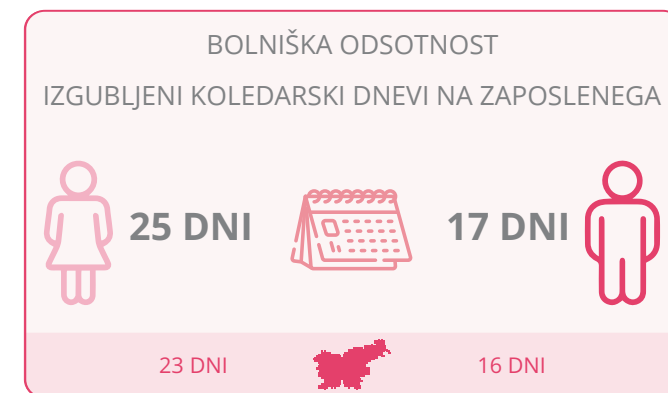 BOLNIŠKA ODSOTNOST
IZGUBLJENI KOLEDARSKI DNEVI NA ZAPOSLENEGA
25 DNI
17 DNI
23 DNI
16 DNI